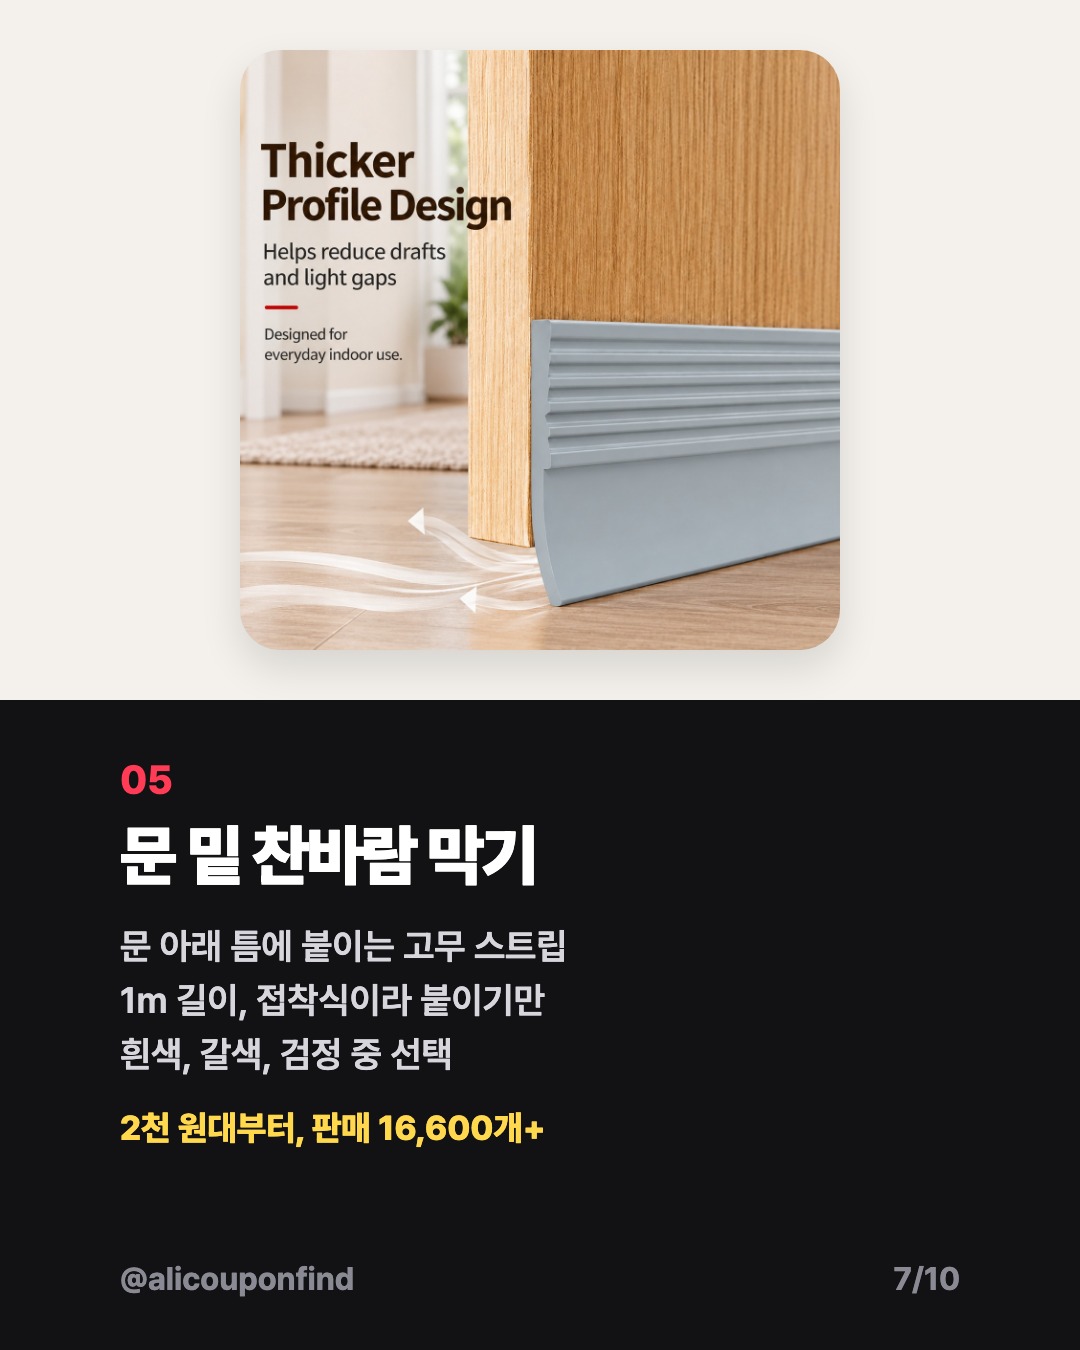 Thicker
Profile Design
Helps reduce drafts
and light gaps
Designed for
everyday indoor use.
05
문 밑 찬바람 막기
문 아래 틈에 붙이는 고무 스트립
1m 길이, 접착식이라 붙이기만
흰색, 갈색, 검정 중 선택
2천 원대부터, 판매 16,600개+
@alicouponfind
7/10